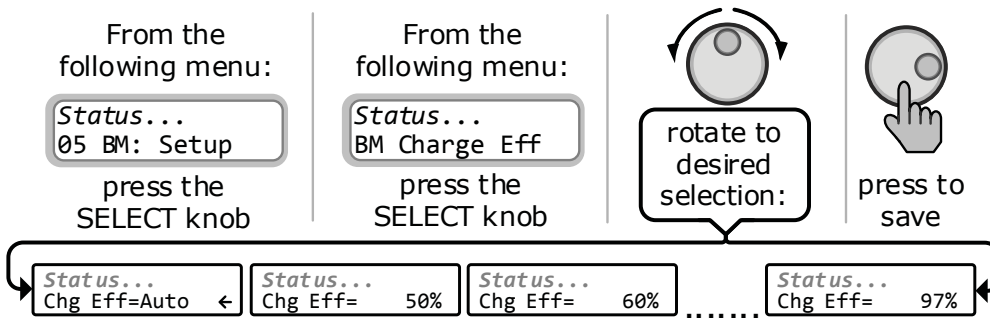 From the
following menu:
Status...
05 BM: Setup
press the
SELECT knob
From the
following menu:
Status...
BM Charge Eff
press the
SELECT knob
rotate to
desired
selection:
press to
save
Status...
Chg Eff=Auto ←
Status...
Chg Eff= 50%
Status...
Chg Eff= 60%
........
Status...
Chg Eff= 97%